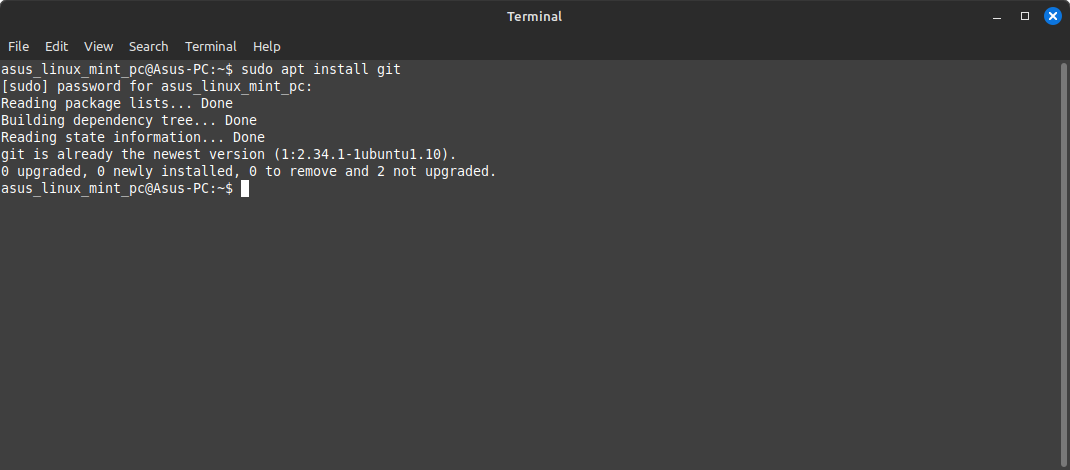 Terminal
File Edit View Search Terminal Help
asus_linux_mint_pc@Asus-PC:~$ sudo apt install git
[sudo] password for asus_linux_mint_pc:
Reading package lists... Done
Building dependency tree... Done
Reading state information... Done
git is already the newest version (1:2.34.1-1ubuntu1.10).
0 upgraded, 0 newly installed, 0 to remove and 2 not upgraded.
asus_linux_mint_pc@Asus-PC:~$